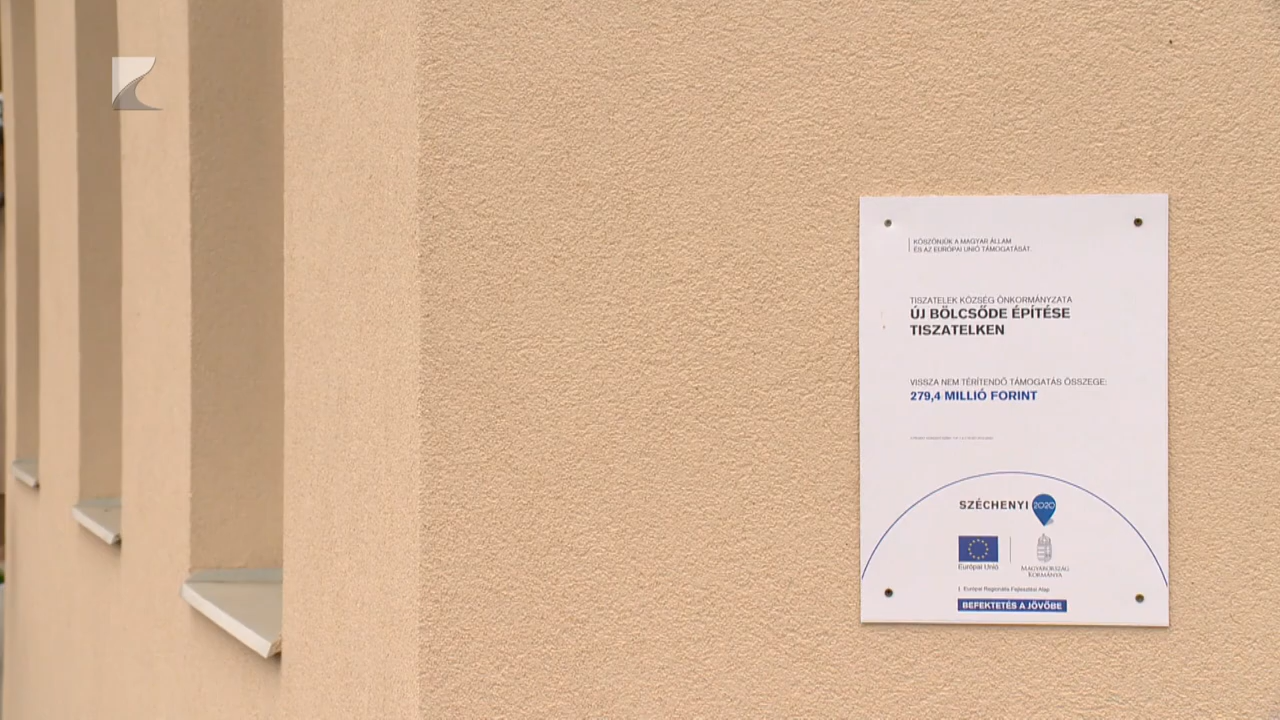 KÖSZÖNJÜK A MAGYAR ÁLLAM
ÉS AZ EURÓPAI UNIÓ TÁMOGATÁSÁT.
TISZATELEK KÖZSÉG ÖNKORMÁNYZATA
ÚJ BÖLCSŐDE ÉPÍTÉSE
TISZATELKEN
VISSZA NEM TÉRÍTENDŐ TÁMOGATÁS ÖSSZEGE:
279,4 MILLIÓ FORINT
SZÉCHENYI 2020
Európai Unió
MAGYARORSZÁG
KORMÁNYA
Európai Regionális Fejlesztési Alap
BEFEKTETÉS A JÖVŐBE